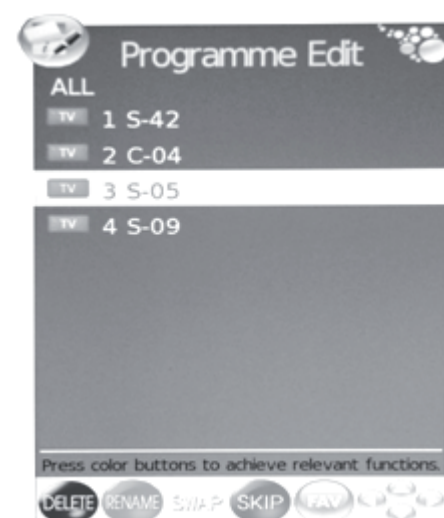 Programme Edit
ALL
TV 1 S-42
TV 2 C-04
TV 3 S-05
TV 4 S-09
Press color buttons to achieve relevant functions.
DELETE RENAME SWAP SKIP FAV